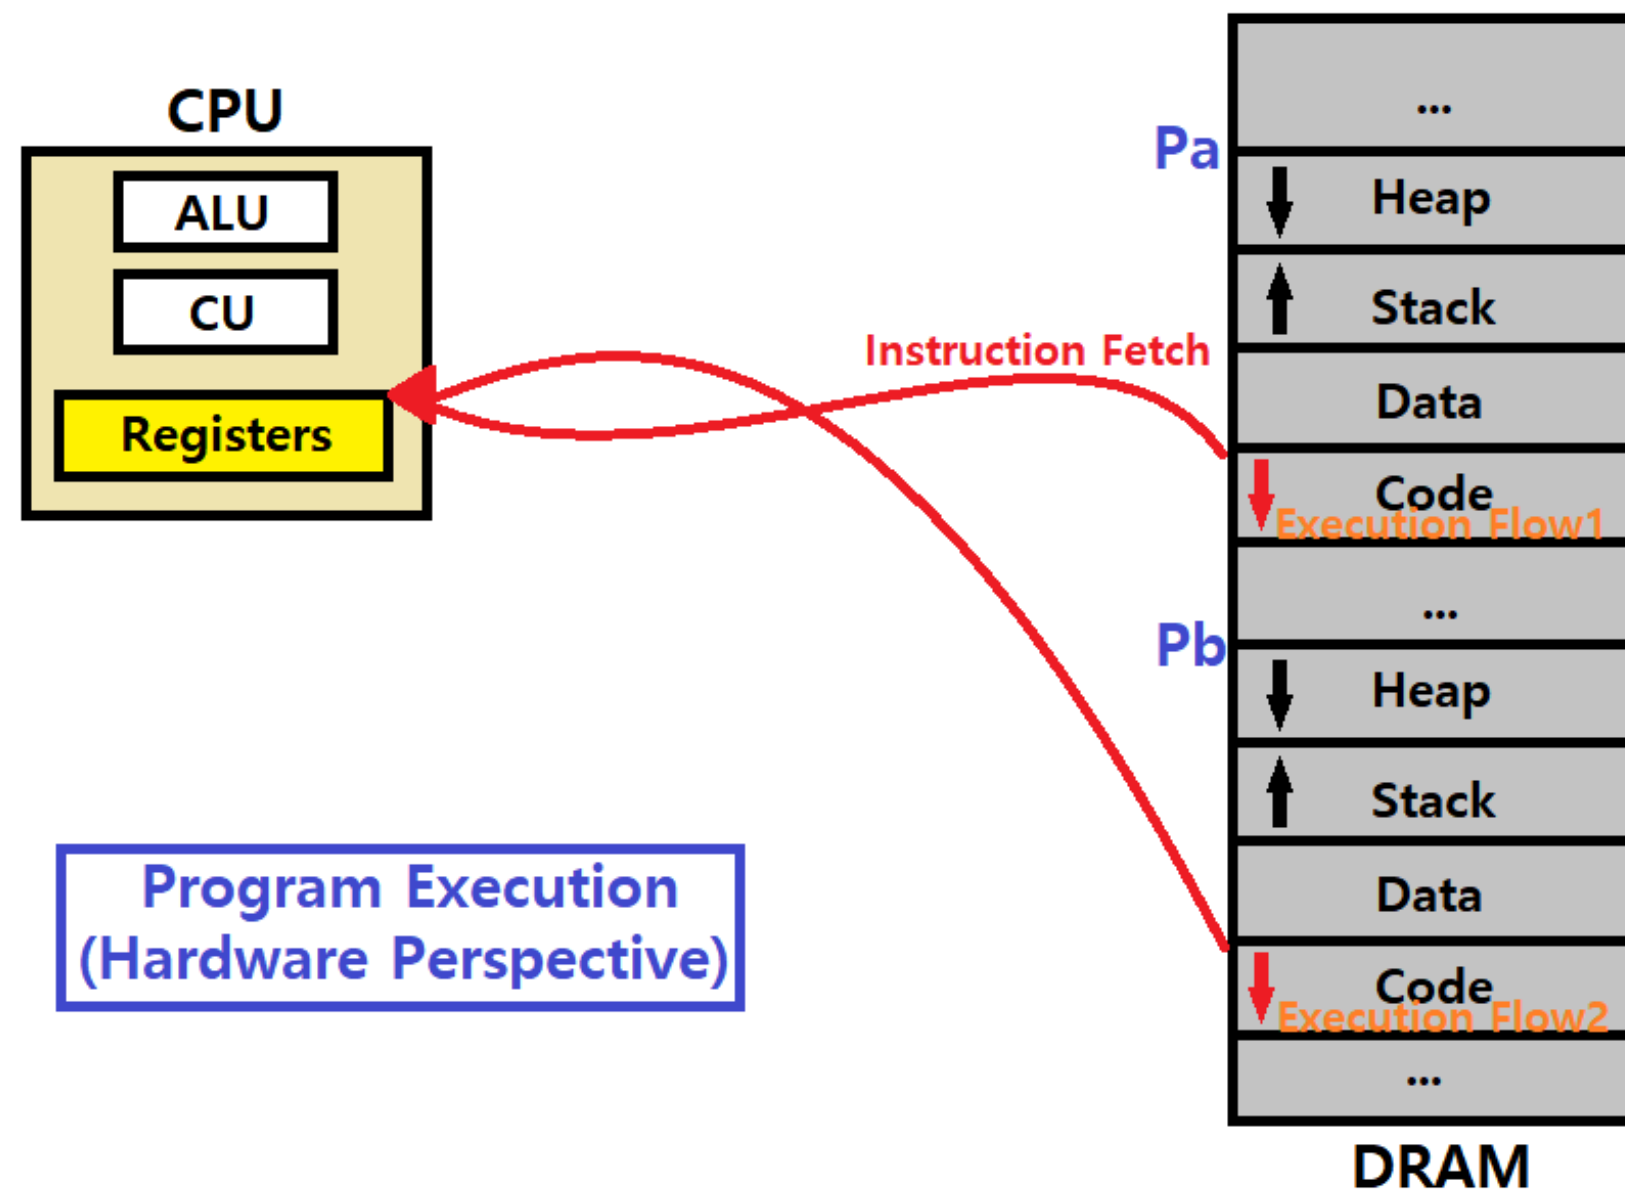 CPU
ALU
CU
Registers
Program Execution
(Hardware Perspective)
Instruction Fetch
Pa
...
Heap
Stack
Data
Code
Execution Flow1
...
Pb
Heap
Stack
Data
Code
Execution Flow2
...
DRAM